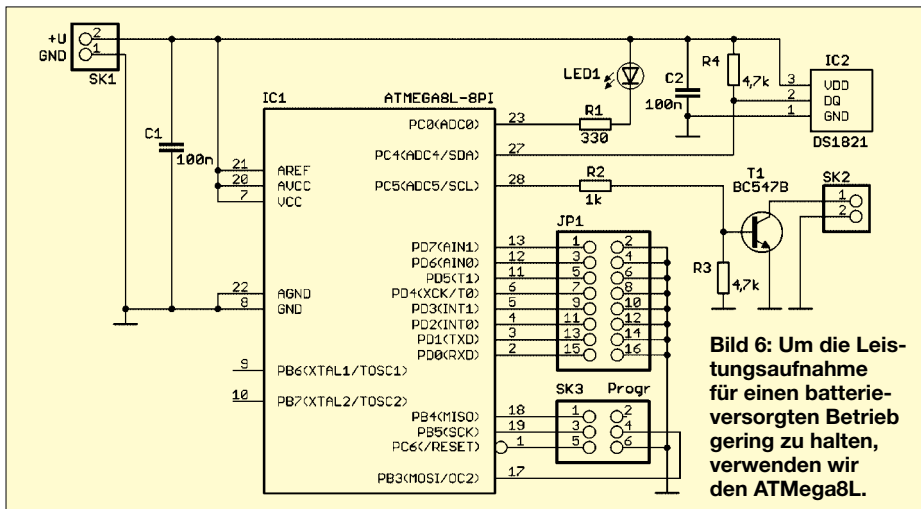 +U
GND
2
1
SK1
C1
100n
IC1
ATMEGA8L-8PI
21
AREF
20
AVCC
7
VCC
22
AGND
8
GND
9
PB6(XTAL1/TOSC1)
10
PB7(XTAL2/TOSC2)
PC0(ADC0)
23
PC4(ADC4/SDA)
27
PC5(ADC5/SCL)
28
PD7(AIN1)
13
PD6(AIN0)
12
PD5(T1)
11
PD4(XCK/T0)
6
PD3(INT1)
5
PD2(INT0)
4
PD1(TXD)
3
PD0(RXD)
2
PB4(MISO)
18
PB5(SCK)
19
PC6(/RESET)
1
PB3(MOSI/OC2)
17
LED1
R1
330
C2
100n
R4
4,7k
IC2
3
VDD
2
DQ
1
GND
DS1821
R2
1k
T1
BC547B
SK2
1
2
R3
4,7k
JP1
1
2
3
4
5
6
7
8
9
10
11
12
13
14
15
16
SK3
Progr
1
2
3
4
5
6
Bild 6: Um die Leis-
tungsaufnahme
für einen batterie-
versorgten Betrieb
gering zu halten,
verwenden wir
den ATMega8L.